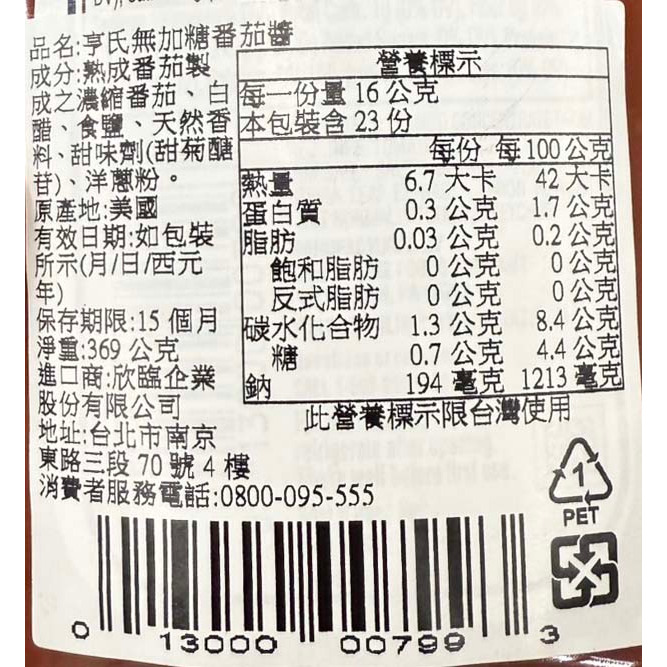 品名:亨氏無加糖番茄醬
成分:熟成番茄製
成之濃縮番茄、白
醋、食鹽、天然香
料、甜味劑(甜菊醣
苷)、洋蔥粉。
原產地:美國
有效日期:如包裝
所示(月/日/西元
年)
保存期限:15 個月
淨重:369 公克
進口商:欣臨企業
股份有限公司
地址:台北市南京
東路三段 70 號 4 樓
消費者服務電話:0800-095-555
營養標示
每一份量 16 公克
本包裝含 23 份
每份 每 100 公克
熱量 6.7 大卡 42 大卡
蛋白質 0.3 公克 1.7 公克
脂肪 0.03 公克 0.2 公克
飽和脂肪 0 公克 0 公克
反式脂肪 0 公克 0 公克
碳水化合物 1.3 公克 8.4 公克
糖 0.7 公克 4.4 公克
鈉 194 毫克 1213 毫克
此營養標示限台灣使用
1
PET
0 13000 00799 3